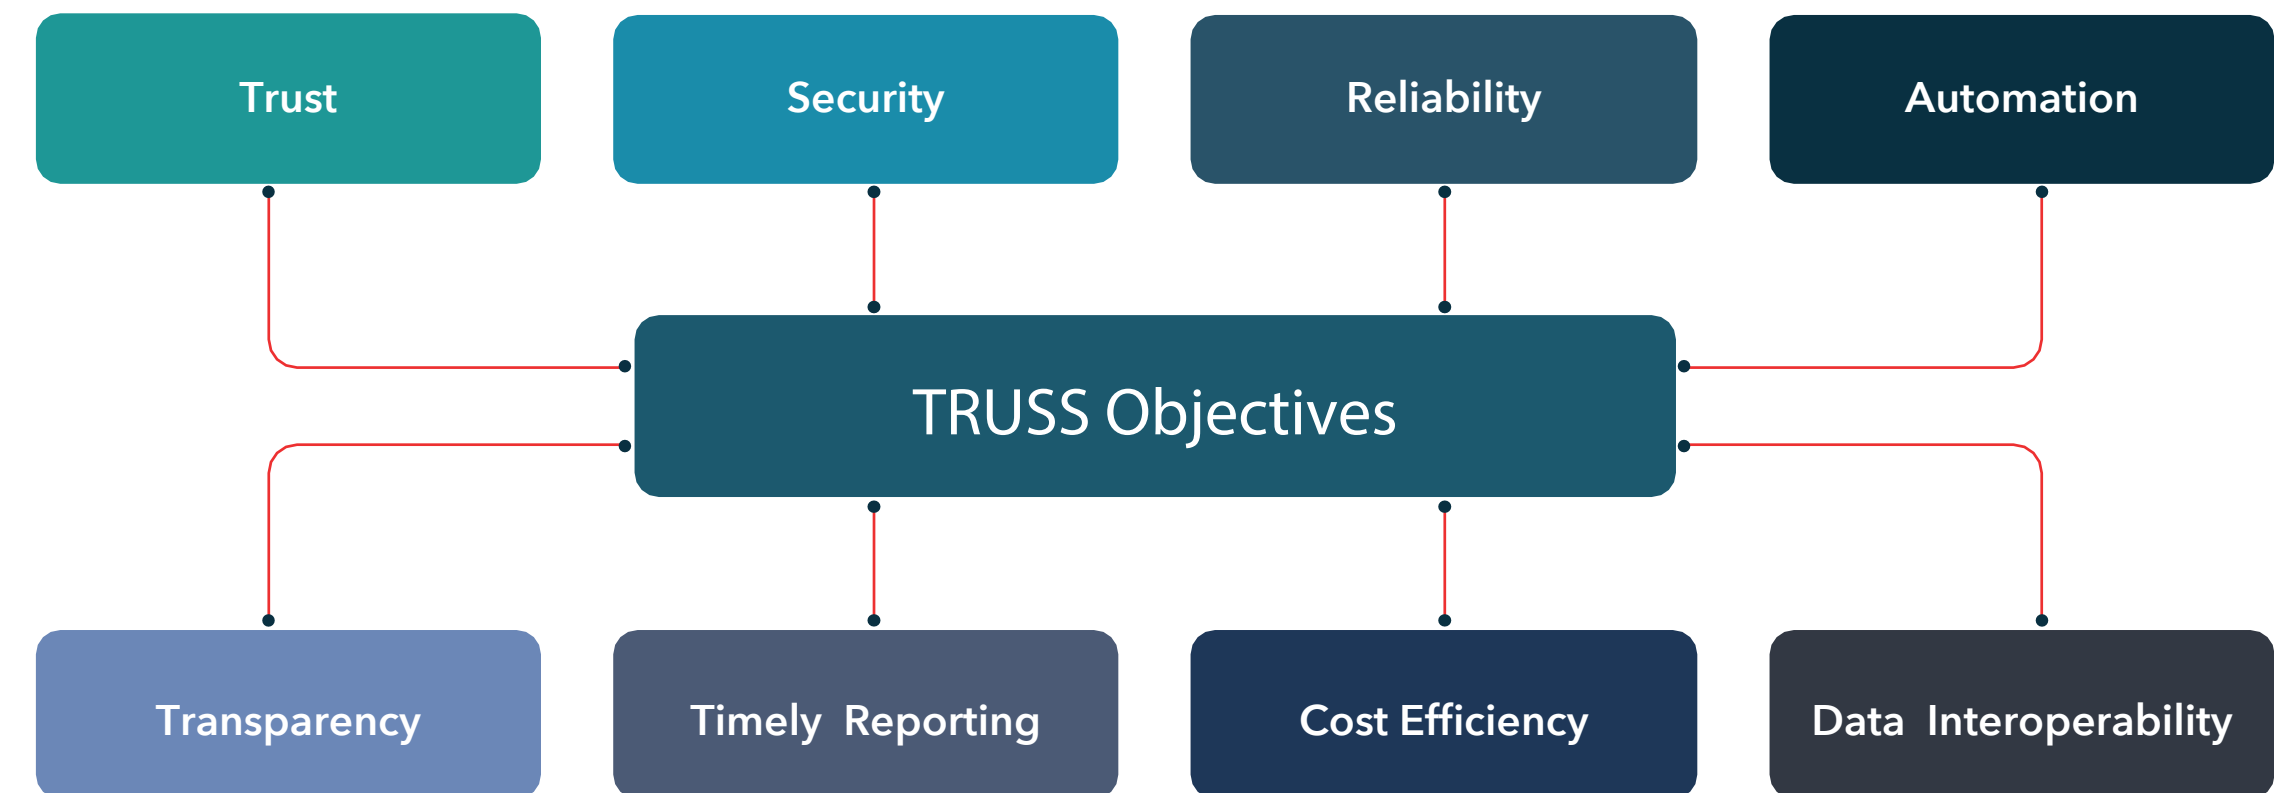 Trust
Security
Reliability
Automation
TRUSS Objectives
Transparency
Timely Reporting
Cost Efficiency
Data Interoperability